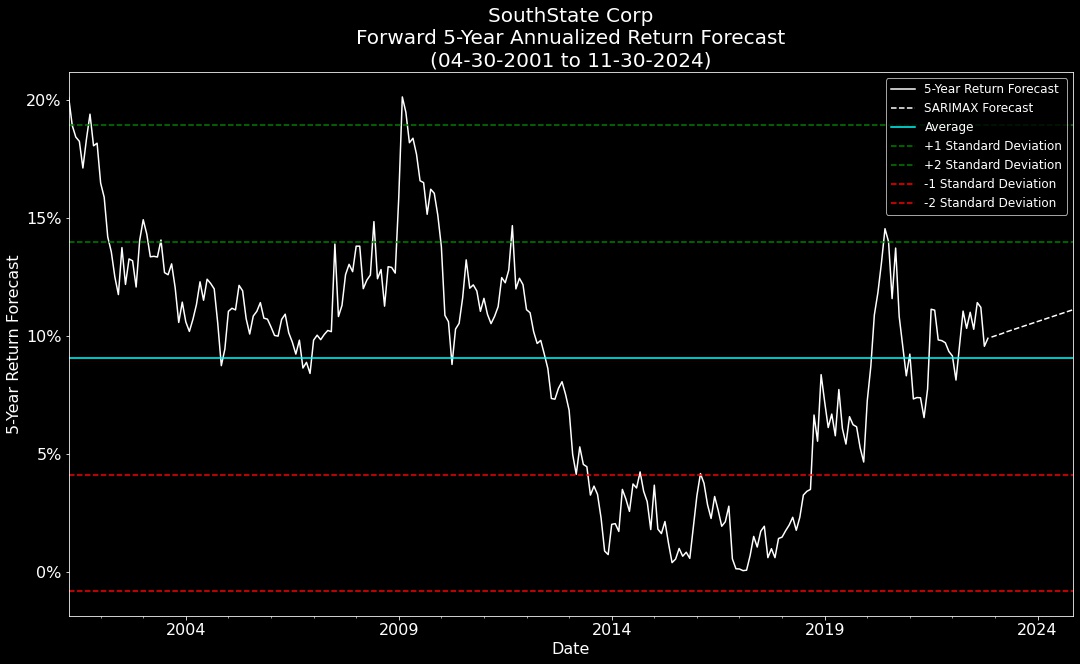 SouthState Corp
Forward 5-Year Annualized Return Forecast
(04-30-2001 to 11-30-2024)
5-Year Return Forecast
SARIMAX Forecast
Average
+1 Standard Deviation
+2 Standard Deviation
-1 Standard Deviation
-2 Standard Deviation
5-Year Return Forecast
20%
15%
10%
5%
0%
2004
2009
2014
2019
2024
Date